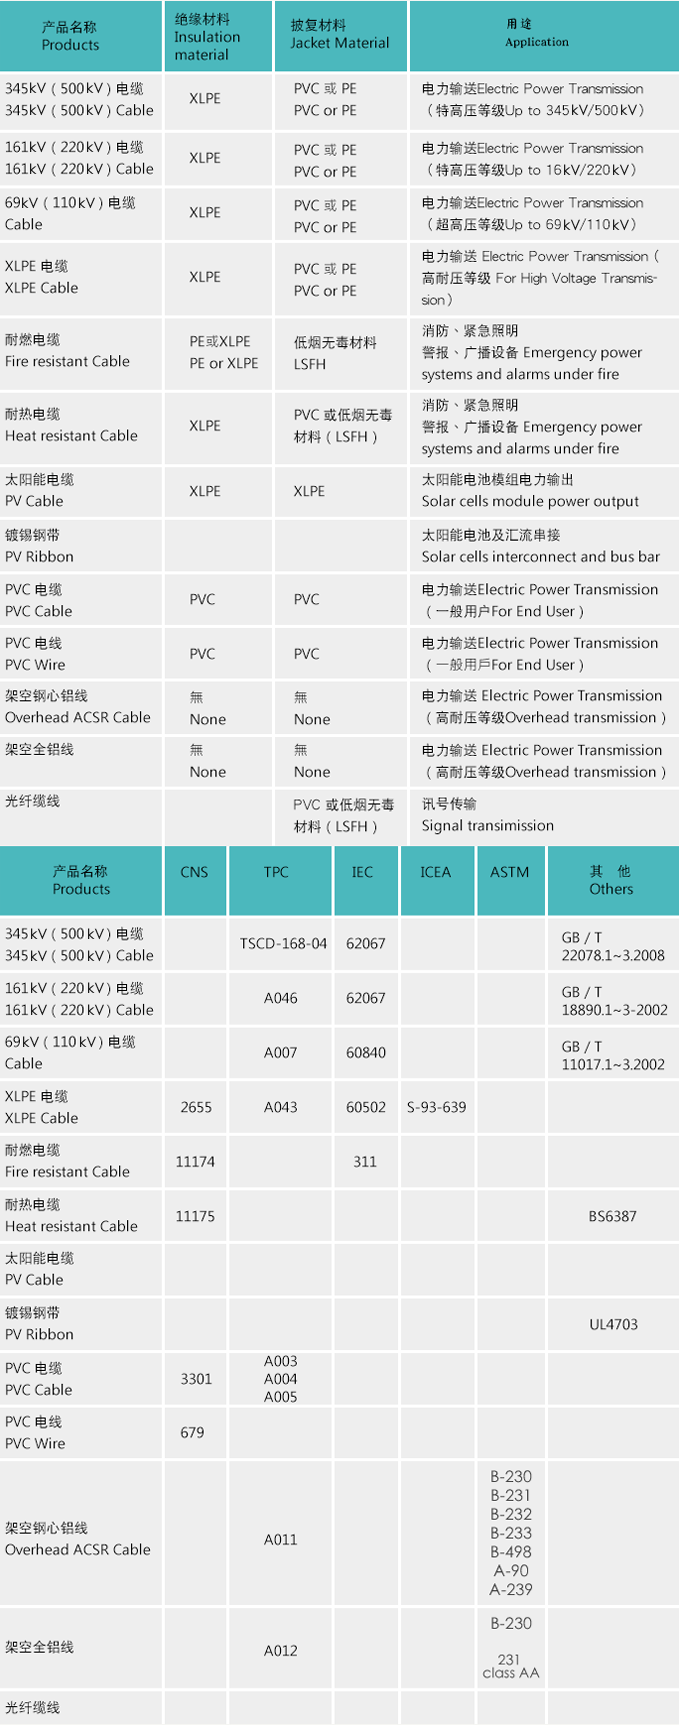 产品名称
Products
绝缘材料
Insulation
material
披复材料
Jacket Material
用 途
Application
345kV ( 500kV ) 电缆
345kV ( 500kV ) Cable
XLPE
PVC 或 PE
PVC or PE
电力输送Electric Power Transmission
（特高压等级Up to 345kV/500kV）
161kV ( 220kV ) 电缆
161kV ( 220kV ) Cable
XLPE
PVC 或 PE
PVC or PE
电力输送Electric Power Transmission
（特高压等级Up to 16kV/220kV）
69kV ( 110kV ) 电缆
Cable
XLPE
PVC 或 PE
PVC or PE
电力输送Electric Power Transmission
（超高压等级Up to 69kV/110kV）
XLPE 电缆
XLPE Cable
XLPE
PVC 或 PE
PVC or PE
电力输送 Electric Power Transmission（
高耐压等级 For High Voltage Transmis-
sion）
耐燃电缆
Fire resistant Cable
PE或XLPE
PE or XLPE
低烟无毒材料
LSFH
消防、紧急照明
警报、广播设备 Emergency power
systems and alarms under fire
耐热电缆
Heat resistant Cable
XLPE
PVC 或低烟无毒
材料 ( LSFH )
消防、紧急照明
警报、广播设备 Emergency power
systems and alarms under fire
太阳能电缆
PV Cable
XLPE
XLPE
太阳能电池模组电力输出
Solar cells module power output
镀锡钢带
PV Ribbon
太阳能电池及汇流串接
Solar cells interconnect and bus bar
PVC 电缆
PVC Cable
PVC
PVC
电力输送Electric Power Transmission
( 一般用户For End User )
PVC 电线
PVC Wire
PVC
PVC
电力输送Electric Power Transmission
( 一般用戶For End User )
架空钢心铝线
Overhead ACSR Cable
無
None
無
None
电力输送 Electric Power Transmission
( 高耐压等级Overhead transmission )
架空全铝线
無
None
無
None
电力输送 Electric Power Transmission
( 高耐压等级Overhead transmission )
光纤缆线
PVC 或低烟无毒
材料 ( LSFH )
讯号传输
Signal transimission
产品名称
Products
CNS
TPC
IEC
ICEA
ASTM
其 他
Others
345kV ( 500kV ) 电缆
345kV ( 500kV ) Cable
TSCD-168-04
62067
GB / T
22078.1~3.2008
161kV ( 220kV ) 电缆
161kV ( 220kV ) Cable
A046
62067
GB / T
18890.1~3-2002
69kV ( 110kV ) 电缆
Cable
A007
60840
GB / T
11017.1~3.2002
XLPE 电缆
XLPE Cable
2655
A043
60502
S-93-639
耐燃电缆
Fire resistant Cable
11174
311
耐热电缆
Heat resistant Cable
11175
BS6387
太阳能电缆
PV Cable
镀锡钢带
PV Ribbon
UL4703
PVC 电缆
PVC Cable
3301
A003
A004
A005
PVC 电线
PVC Wire
679
架空钢心铝线
Overhead ACSR Cable
A011
B-230
B-231
B-232
B-233
B-498
A-90
A-239
架空全铝线
A012
B-230
231
class AA
光纤缆线